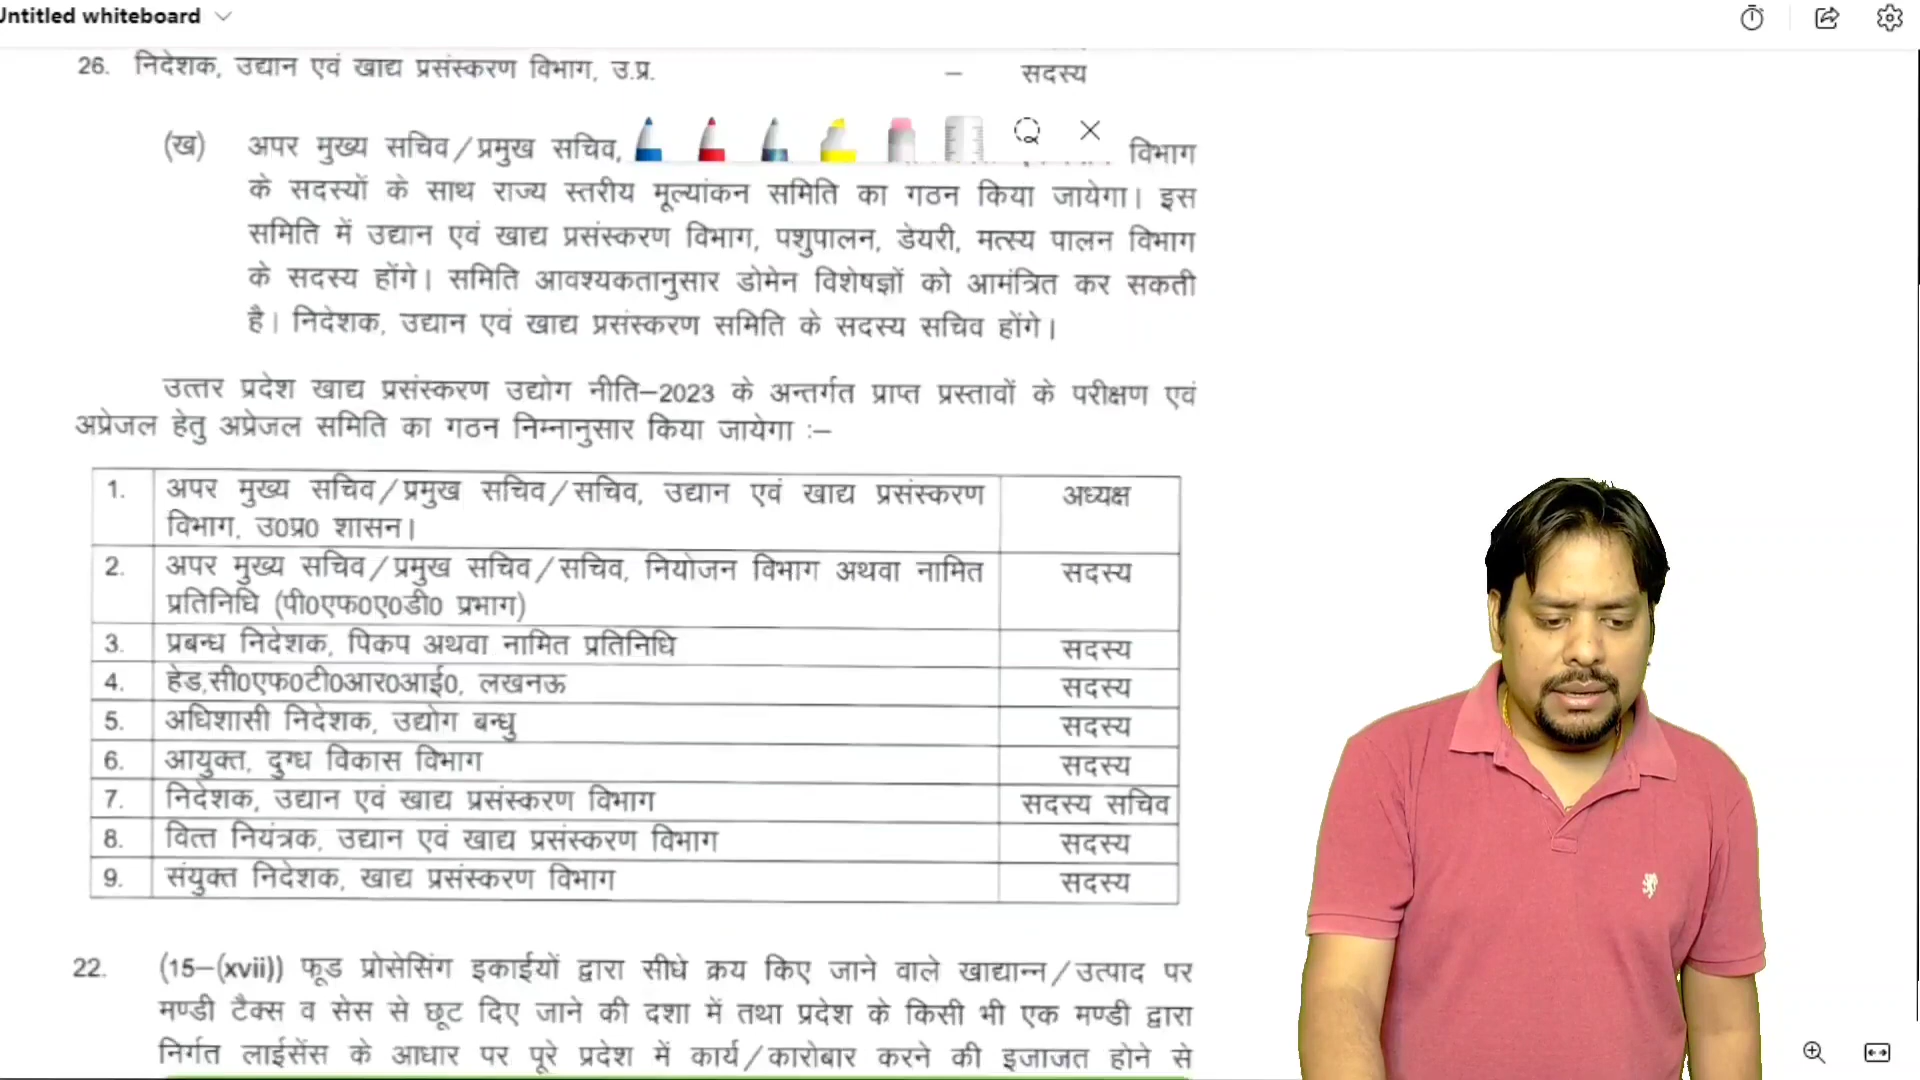 Untitled whiteboard
26. निदेशक, उद्यान एवं खाद्य प्रसंस्करण विभाग, उ.प्र. – सदस्य
(ख) अपर मुख्य सचिव/प्रमुख सचिव, विभाग
के सदस्यों के साथ राज्य स्तरीय मूल्यांकन समिति का गठन किया जायेगा। इस
समिति में उद्यान एवं खाद्य प्रसंस्करण विभाग, पशुपालन, डेयरी, मत्स्य पालन विभाग
के सदस्य होंगे। समिति आवश्यकतानुसार डोमेन विशेषज्ञों को आमंत्रित कर सकती
है। निदेशक, उद्यान एवं खाद्य प्रसंस्करण समिति के सदस्य सचिव होंगे।
उत्तर प्रदेश खाद्य प्रसंस्करण उद्योग नीति–2023 के अन्तर्गत प्राप्त प्रस्तावों के परीक्षण एवं
अप्रेजल हेतु अप्रेजल समिति का गठन निम्नानुसार किया जायेगा :–
1. अपर मुख्य सचिव/प्रमुख सचिव/सचिव, उद्यान एवं खाद्य प्रसंस्करण अध्यक्ष
विभाग, उ0प्र0 शासन।
2. अपर मुख्य सचिव/प्रमुख सचिव/सचिव, नियोजन विभाग अथवा नामित सदस्य
प्रतिनिधि (पी0एफ0ए0डी0 प्रभाग)
3. प्रबन्ध निदेशक, पिकप अथवा नामित प्रतिनिधि सदस्य
4. हेड,सी0एफ0टी0आर0आई0, लखनऊ सदस्य
5. अधिशासी निदेशक, उद्योग बन्धु सदस्य
6. आयुक्त, दुग्ध विकास विभाग सदस्य
7. निदेशक, उद्यान एवं खाद्य प्रसंस्करण विभाग सदस्य सचिव
8. वित्त नियंत्रक, उद्यान एवं खाद्य प्रसंस्करण विभाग सदस्य
9. संयुक्त निदेशक, खाद्य प्रसंस्करण विभाग सदस्य
22. (15–(xvii)) फूड प्रोसेसिंग इकाईयों द्वारा सीधे क्रय किए जाने वाले खाद्यान्न/उत्पाद पर
मण्डी टैक्स व सेस से छूट दिए जाने की दशा में तथा प्रदेश के किसी भी एक मण्डी द्वारा
निर्गत लाईसेंस के आधार पर पूरे प्रदेश में कार्य/कारोबार करने की इजाजत होने से